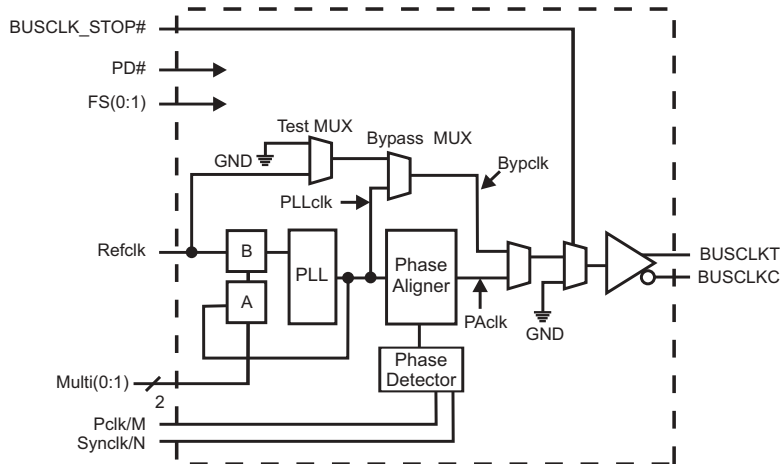 BUSCLK_STOP#
PD#
FS(0:1)
Test MUX
Bypass MUX
GND
Bypclk
PLLclk
Refclk
B
PLL
Phase
Aligner
BUSCLKT
BUSCLKC
A
PAclk
GND
Phase
Detector
Multi(0:1)
2
Pclk/M
Synclk/N